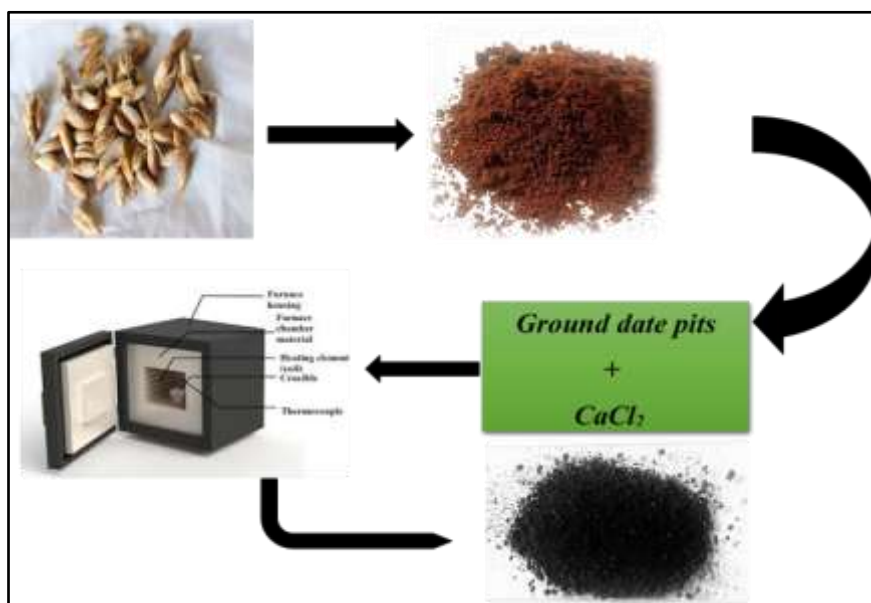 Furnace
housing
Furnace
chamber
material
Heating element
(coil)
Crucible
Thermocouple
Ground date pits
+
CaCl₂